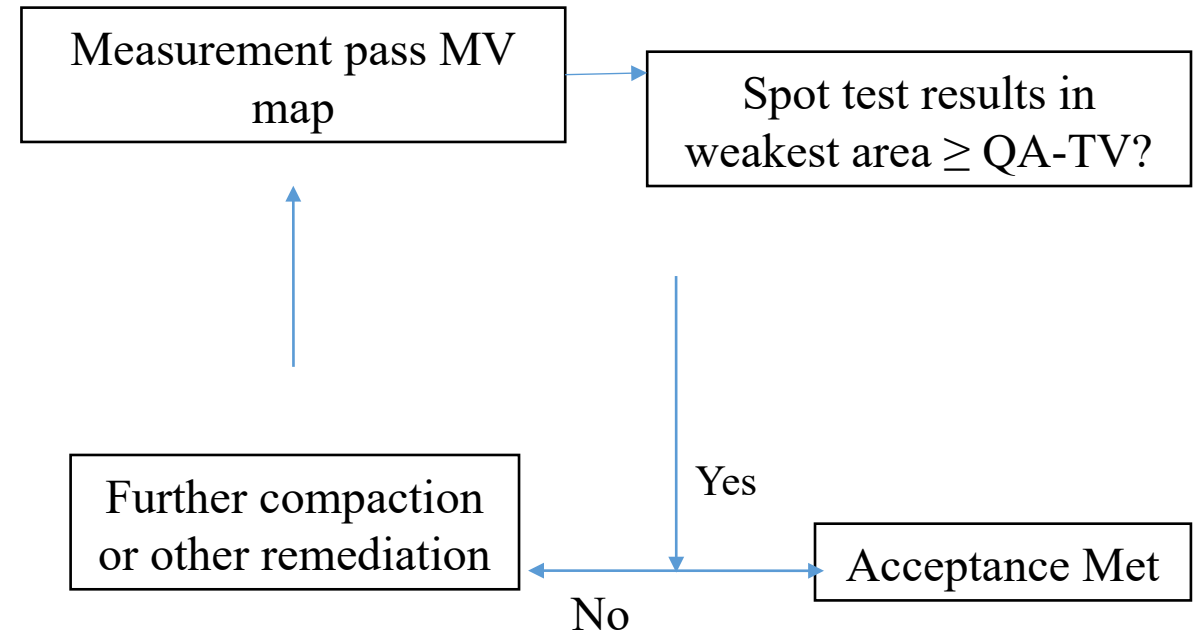 Measurement pass MV
map
Spot test results in
weakest area ≥ QA-TV?
Yes
Further compaction
or other remediation
Acceptance Met
No